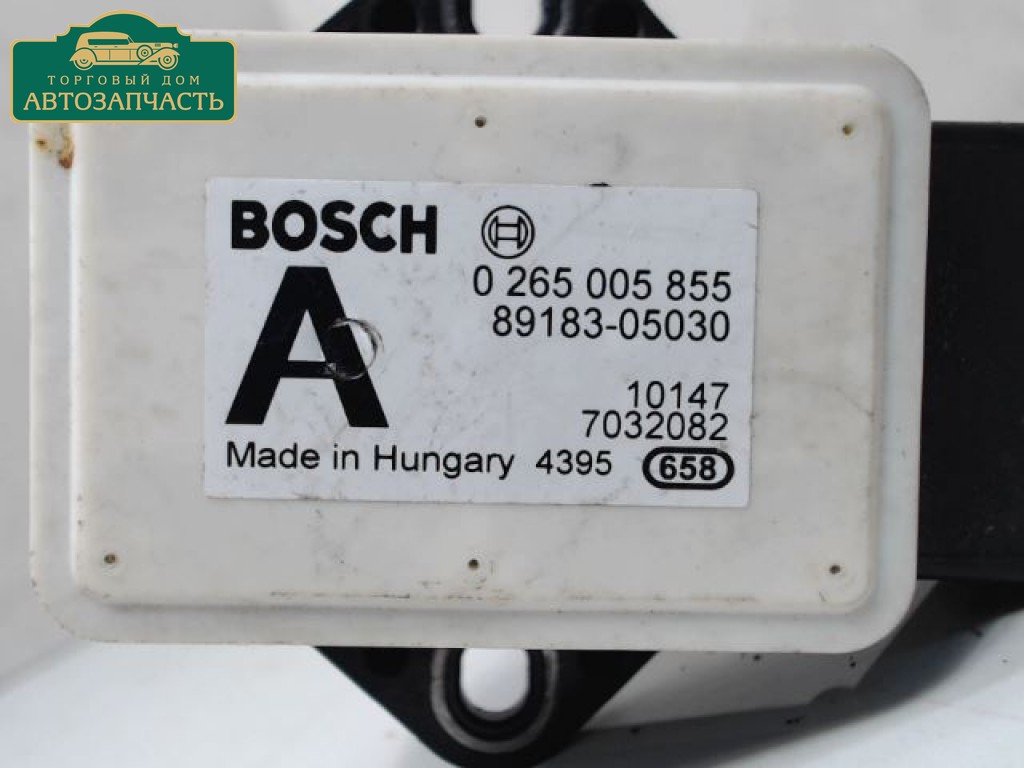 ТОРГОВЫЙ ДОМ
АВТОЗАПЧАСТЬ
BOSCH
0 265 005 855
A
89183-05030
10147
7032082
Made in Hungary 4395 658